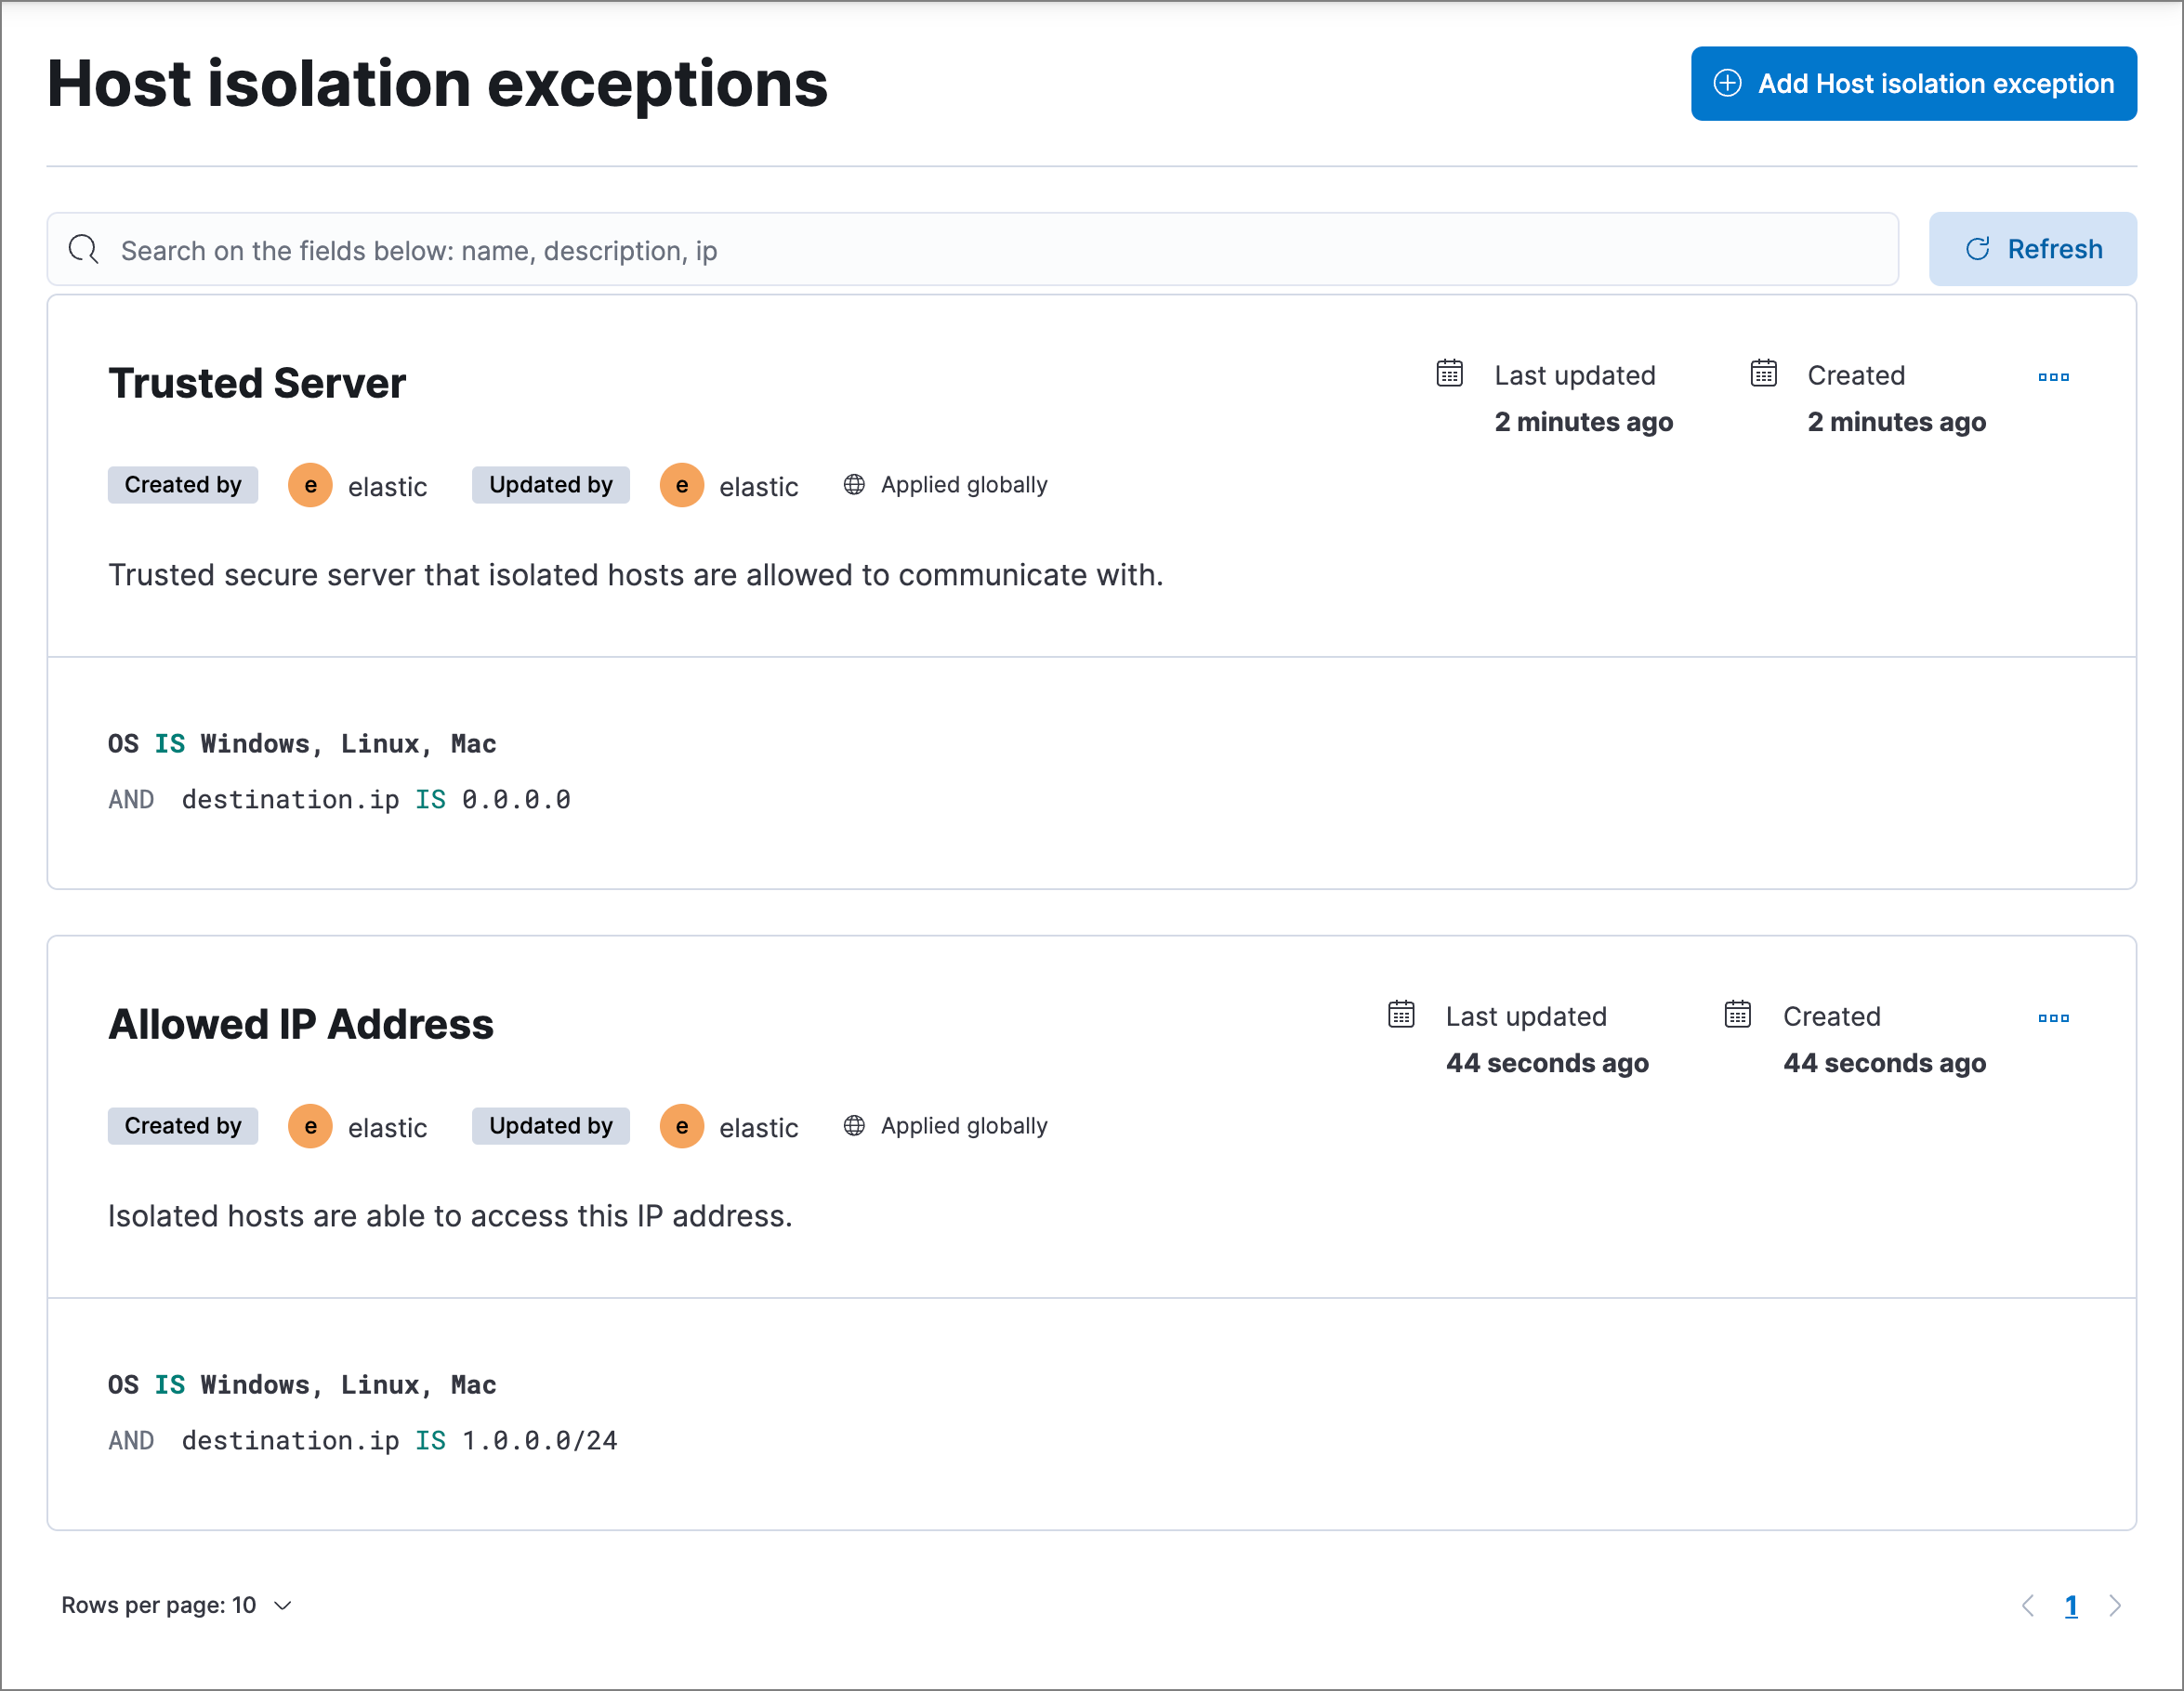 Host isolation exceptions
Add Host isolation exception
Search on the fields below: name, description, ip
Refresh
Trusted Server
Last updated
2 minutes ago
Created
2 minutes ago
Created by e elastic Updated by e elastic Applied globally
Trusted secure server that isolated hosts are allowed to communicate with.
OS IS Windows, Linux, Mac
AND destination.ip IS 0.0.0.0
Allowed IP Address
Last updated
44 seconds ago
Created
44 seconds ago
Created by e elastic Updated by e elastic Applied globally
Isolated hosts are able to access this IP address.
OS IS Windows, Linux, Mac
AND destination.ip IS 1.0.0.0/24
Rows per page: 10
1